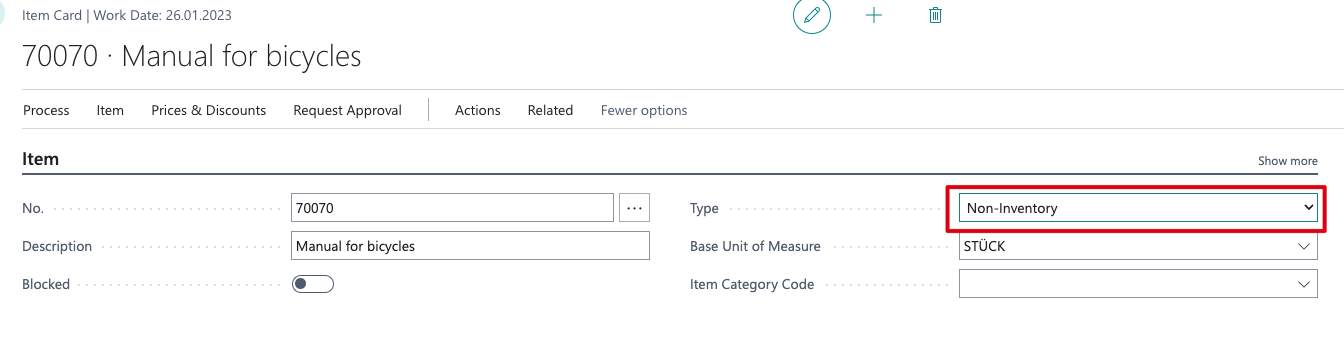 Item Card | Work Date: 26.01.2023
70070 · Manual for bicycles
Process Item Prices & Discounts Request Approval Actions Related Fewer options
Item Show more
No. 70070 ... Type Non-Inventory
Description Manual for bicycles Base Unit of Measure STÜCK
Blocked Item Category Code